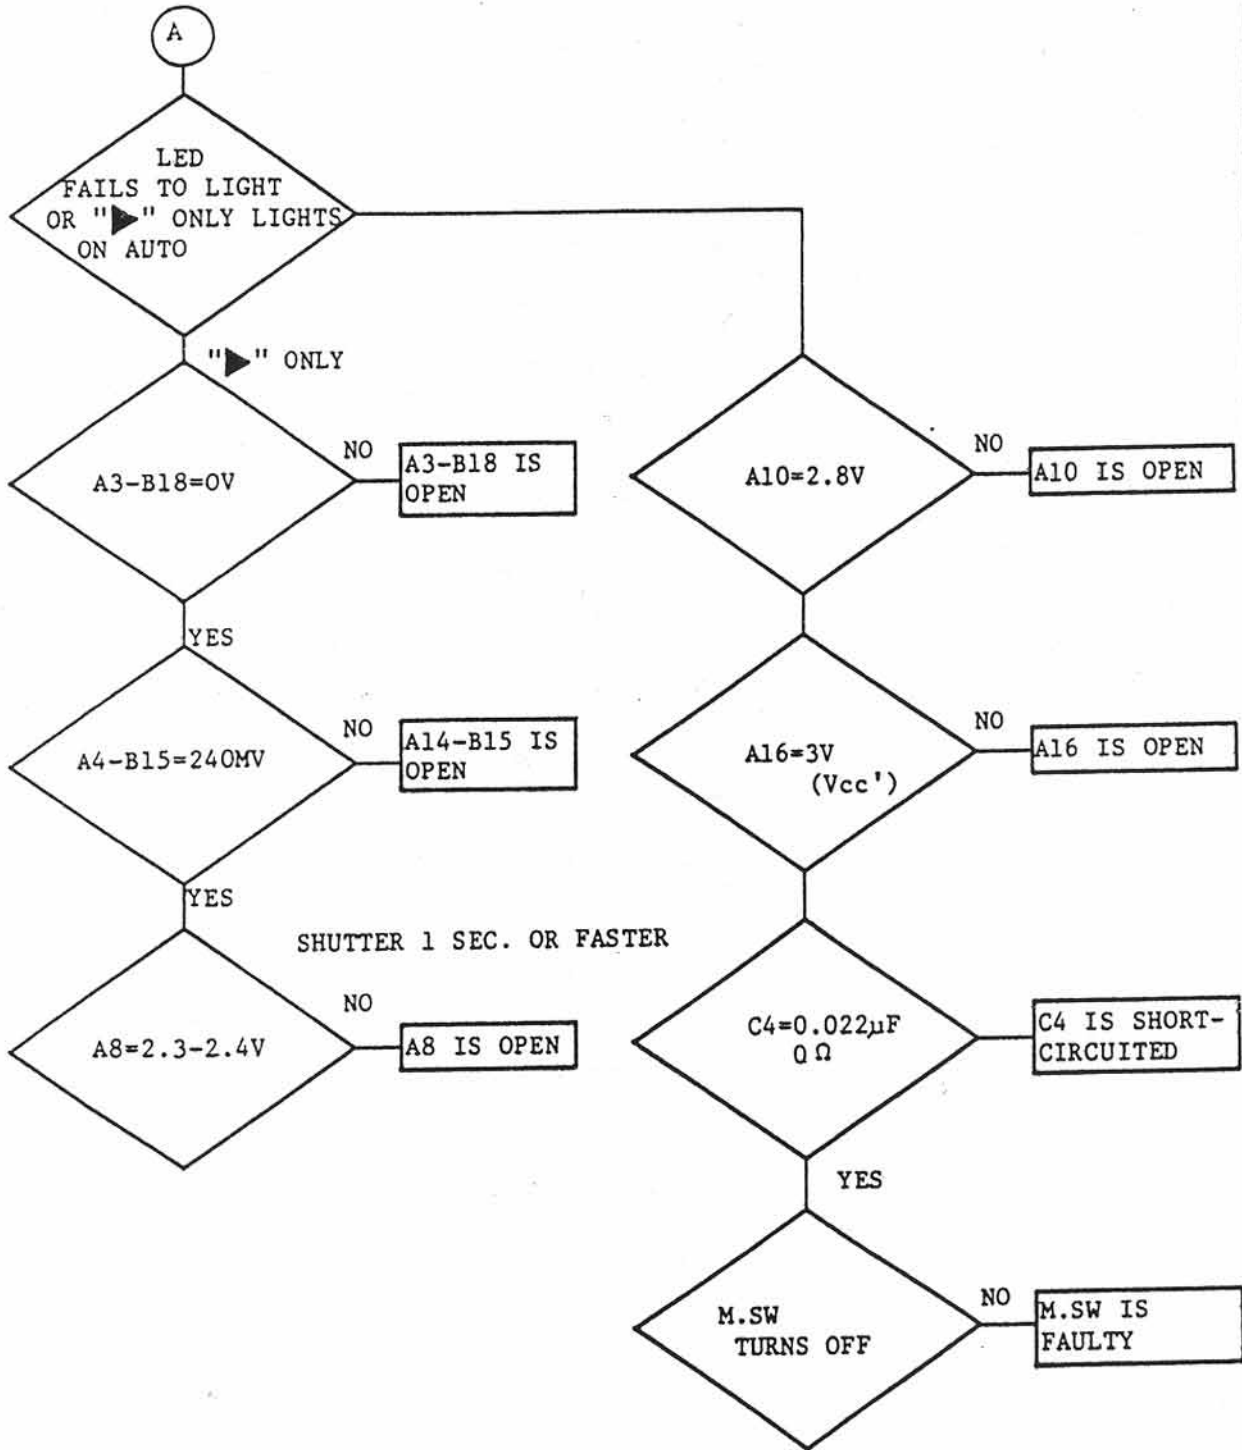 A
LED
FAILS TO LIGHT
OR "▶" ONLY LIGHTS
ON AUTO
"▶" ONLY
A3-B18=0V
NO
A3-B18 IS
OPEN
YES
A4-B15=240MV
NO
A14-B15 IS
OPEN
YES
SHUTTER 1 SEC. OR FASTER
A8=2.3-2.4V
NO
A8 IS OPEN
A10=2.8V
NO
A10 IS OPEN
A16=3V
(Vcc')
NO
A16 IS OPEN
C4=0.022µF
0 Ω
C4 IS SHORT-
CIRCUITED
YES
M.SW
TURNS OFF
NO
M.SW IS
FAULTY